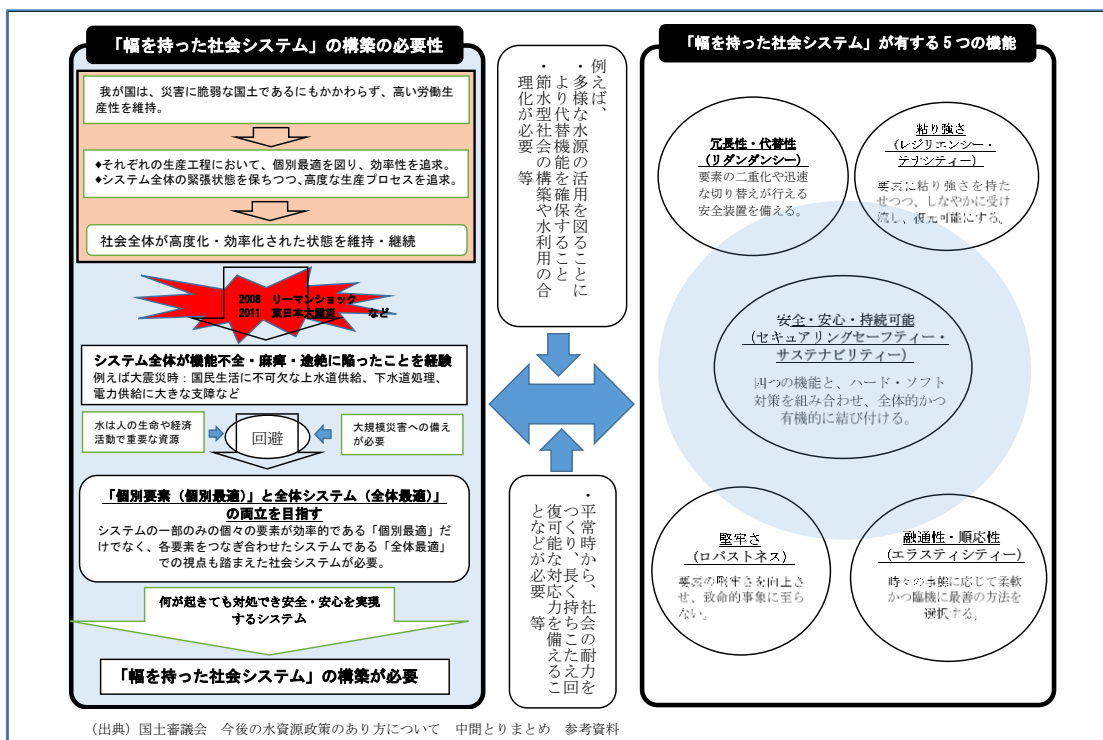 「幅を持った社会システム」の構築の必要性
我が国は、災害に脆弱な国土であるにもかかわらず、高い労働生
産性を維持。
◆それぞれの生産工程において、個別最適を図り、効率性を追求。
◆システム全体の緊張状態を保ちつつ、高度な生産プロセスを追求。
社会全体が高度化・効率化された状態を維持・継続
2008　リーマンショック
2011　東日本大震災　など
システム全体が機能不全・麻痺・途絶に陥ったことを経験
例えば大震災時：国民生活に不可欠な上水道供給、下水道処理、
電力供給に大きな支障など
水は人の生命や経済
活動で重要な資源
回避
大規模災害への備え
が必要
「個別要素（個別最適）」と全体システム（全体最適）」
の両立を目指す
システムの一部のみの個々の要素が効率的である「個別最適」だ
けでなく、各要素をつなぎ合わせたシステムである「全体最適」
での視点も踏まえた社会システムが必要。
何が起きても対処でき安全・安心を実現
するシステム
「幅を持った社会システム」の構築が必要
例えば、
・多様な水源の活用を図ることに
より代替機能を確保すること
・節水型社会の構築や水利用の合
理化が必要　等
・平常時から、社会の耐力を
つくり、長く持ちこたえ回
復可能な対応力を備えるこ
となどが必要　等
「幅を持った社会システム」が有する５つの機能
冗長性・代替性
（リダンダンシー）
要素の二重化や迅速
な切り替えが行える
安全装置を備える。
粘り強さ
（レジリエンシー・
テナシティー）
要素に粘り強さを持た
せつつ、しなやかに受け
流し、復元可能にする。
安全・安心・持続可能
（セキュアリングセーフティー・
サステナビリティー）
四つの機能と、ハード・ソフト
対策を組み合わせ、全体的かつ
有機的に結び付ける。
堅牢さ
（ロバストネス）
要素の堅牢さを向上さ
せ、致命的事象に至ら
ない。
融通性・順応性
（エラスティシティー）
時々の事態に応じて柔軟
かつ臨機に最善の方法を
選択する。
（出典）国土審議会　今後の水資源政策のあり方について　中間とりまとめ　参考資料